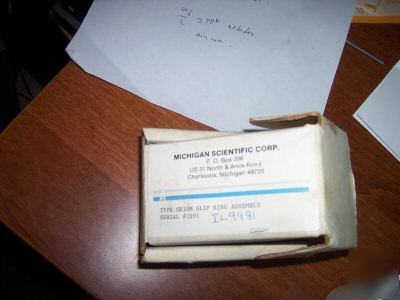 MICHIGAN SCIENTIFIC CORP.
P. O. Box 206
US 31 North & Ance Road
Charlevoix, Michigan 49720
TYPE SR10M SLIP RING ASSEMBLY
SERIAL #2291
IL9981